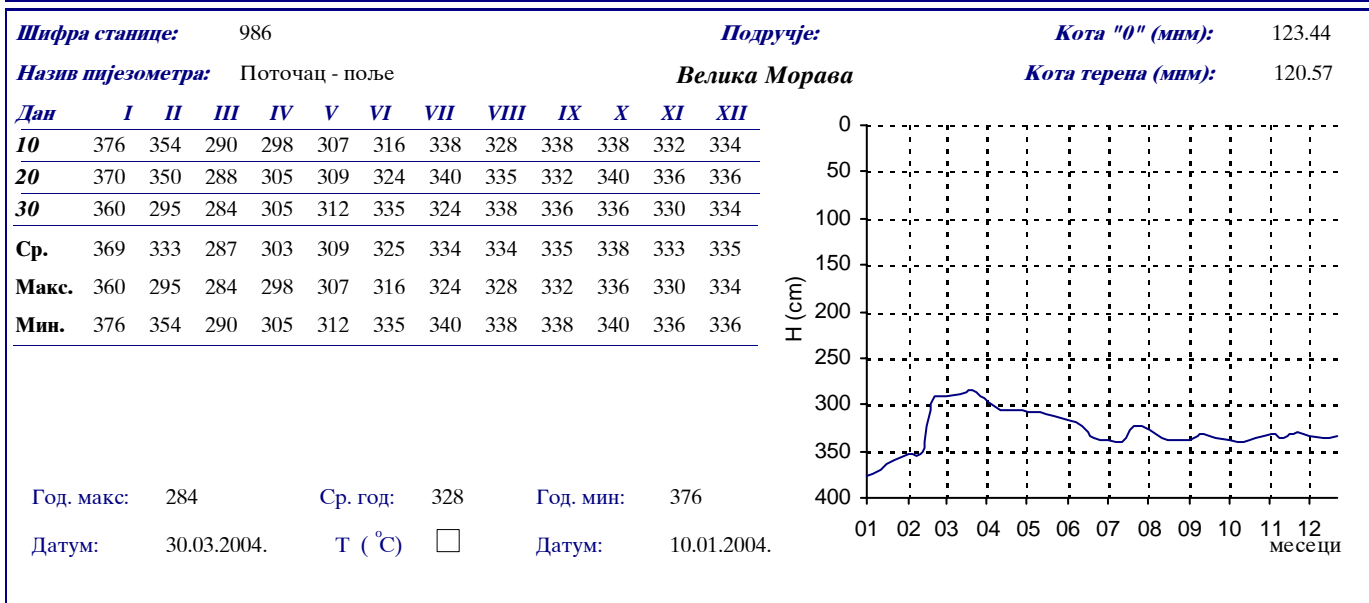 Шифра станице: 986 Подручје: Кота "0" (мнм): 123.44
Назив пијезометра: Поточац - поље Велика Морава Кота терена (мнм): 120.57
Дан I II III IV V VI VII VIII IX X XI XII
10 376 354 290 298 307 316 338 328 338 338 332 334
20 370 350 288 305 309 324 340 335 332 340 336 336
30 360 295 284 305 312 335 324 338 336 336 330 334
Ср. 369 333 287 303 309 325 334 334 335 338 333 335
Макс. 360 295 284 298 307 316 324 328 332 336 330 334
Мин. 376 354 290 305 312 335 340 338 338 340 336 336
Год. макс: 284 Ср. год: 328 Год. мин: 376
Датум: 30.03.2004. Т ( °C) Датум: 10.01.2004.
H (cm)
0
50
100
150
200
250
300
350
400
01 02 03 04 05 06 07 08 09 10 11 12
месеци